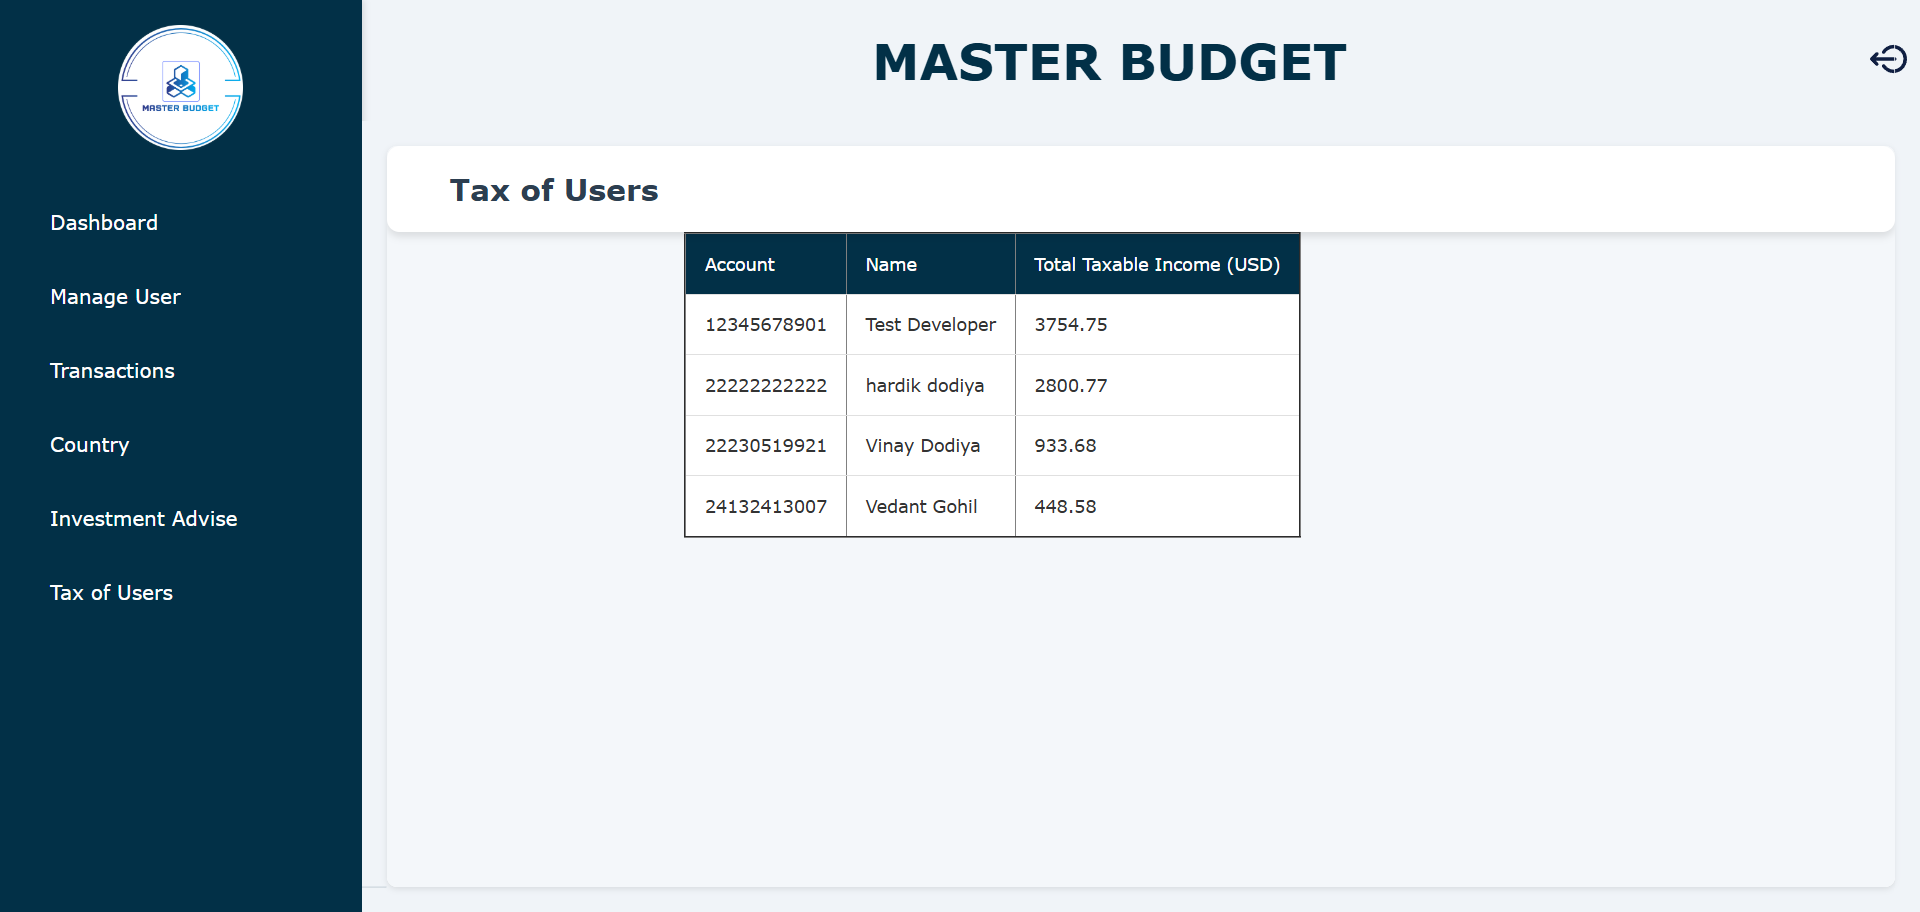 MASTER BUDGET
Dashboard
Manage User
Transactions
Country
Investment Advise
Tax of Users
MASTER BUDGET
Tax of Users
Account Name Total Taxable Income (USD)
12345678901 Test Developer 3754.75
22222222222 hardik dodiya 2800.77
22230519921 Vinay Dodiya 933.68
24132413007 Vedant Gohil 448.58